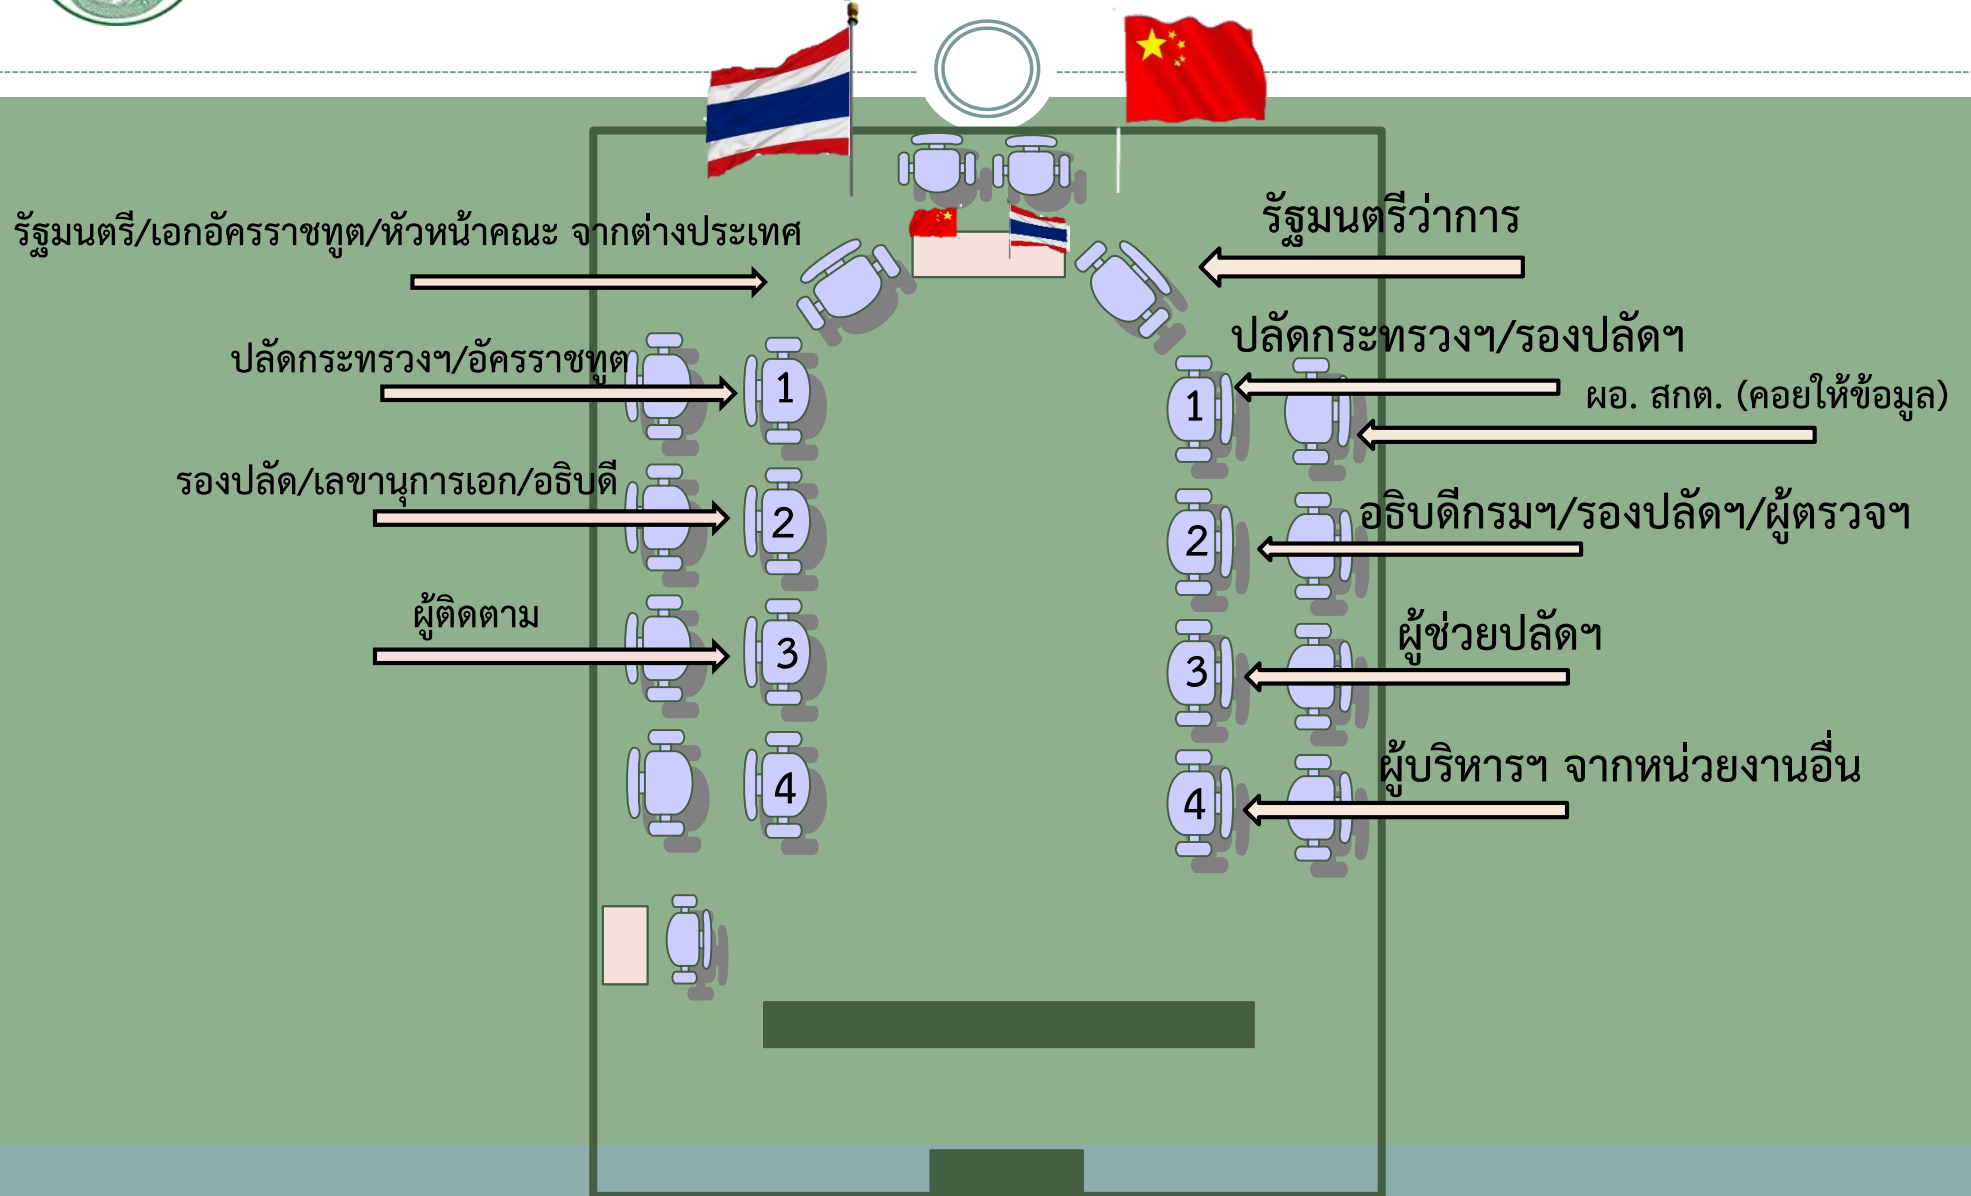 รัฐมนตรีว่าการ
รัฐมนตรี/เอกอัครราชทูต/หัวหน้าคณะ จากต่างประเทศ
ปลัดกระทรวงฯ/รองปลัดฯ
ปลัดกระทรวงฯ/อัครราชทูต
1
1
ผอ. สกต. (คอยให้ข้อมูล)
รองปลัด/เลขานุการเอก/อธิบดี
2
2
อธิบดีกรมฯ/รองปลัดฯ/ผู้ตรวจฯ
ผู้ติดตาม
3
3
ผู้ช่วยปลัดฯ
4
4
ผู้บริหารฯ จากหน่วยงานอื่น